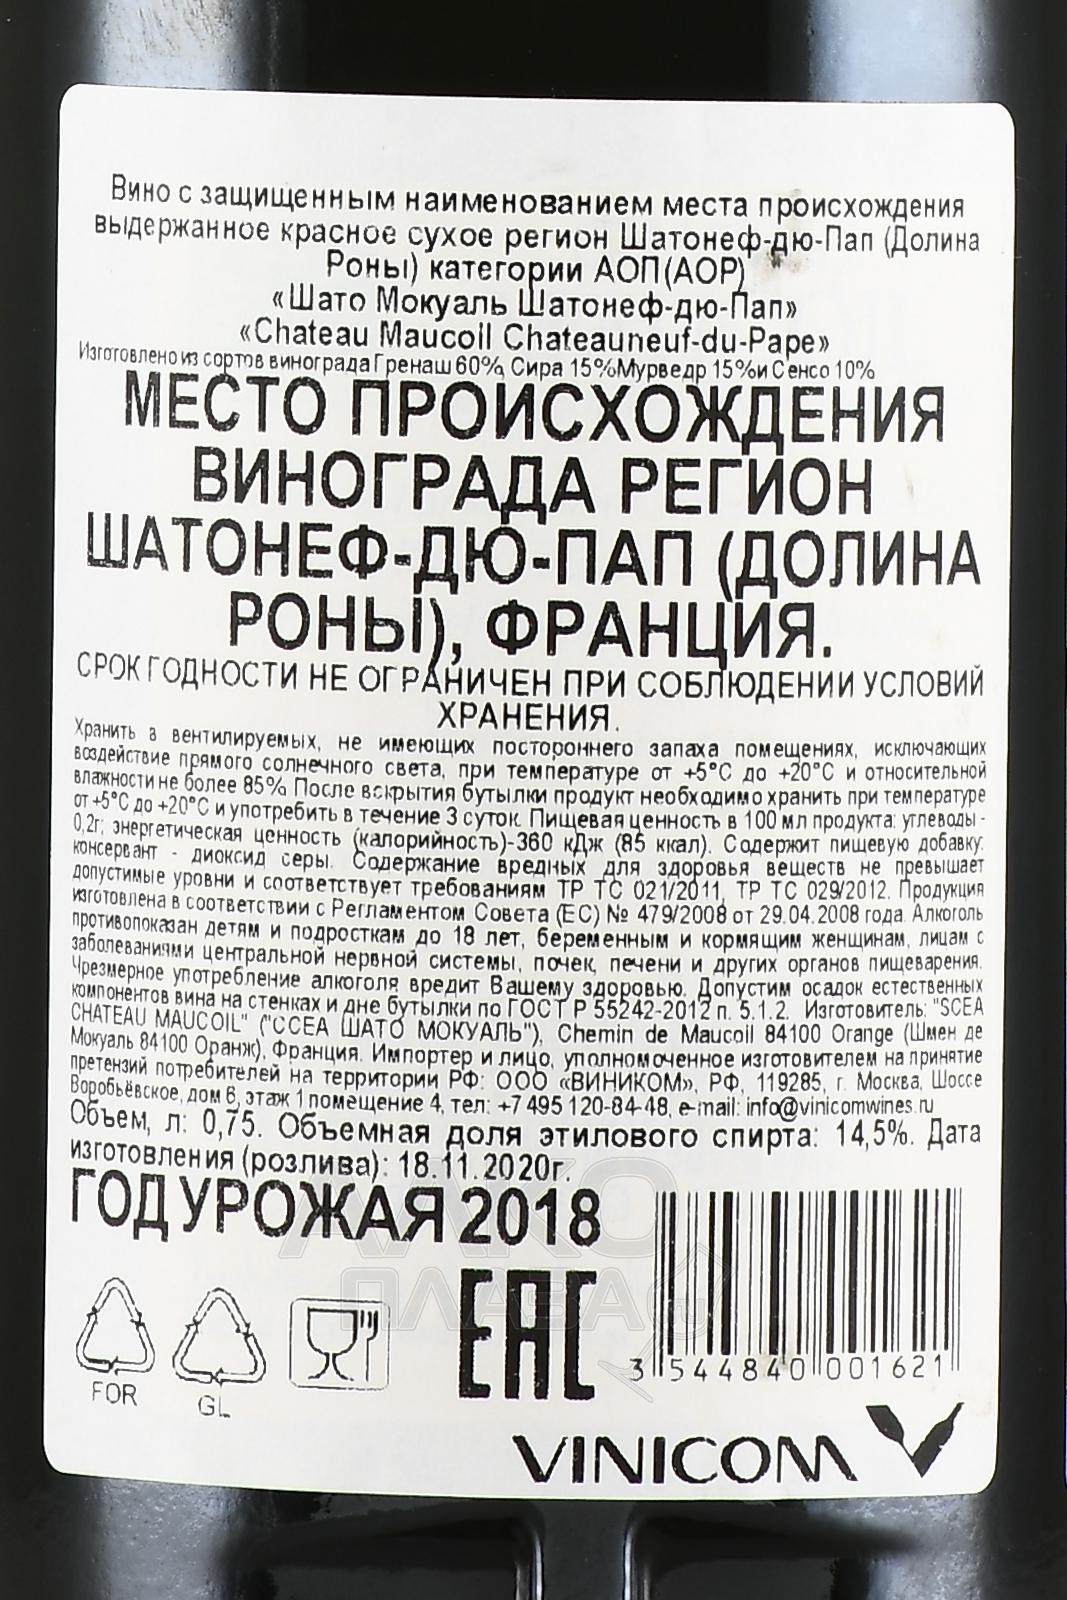 Вино с защищенным наименованием места происхождения
выдержанное красное сухое регион Шатонеф-дю-Пап (Долина
Роны) категории АОП(AOP)
«Шато Мокуаль Шатонеф-дю-Пап»
«Chateau Maucoil Chateauneuf-du-Pape»
Изготовлено из сортов винограда Гренаш 60%, Сира 15%Мурведр 15%и Сенсо 10%
МЕСТО ПРОИСХОЖДЕНИЯ
ВИНОГРАДА РЕГИОН
ШАТОНЕФ-ДЮ-ПАП (ДОЛИНА
РОНЫ), ФРАНЦИЯ.
СРОК ГОДНОСТИ НЕ ОГРАНИЧЕН ПРИ СОБЛЮДЕНИИ УСЛОВИЙ
ХРАНЕНИЯ.
Хранить в вентилируемых, не имеющих постороннего запаха помещениях, исключающих
воздействие прямого солнечного света, при температуре от +5°С до +20°С и относительной
влажности не более 85%. После вскрытия бутылки продукт необходимо хранить при температуре
от +5°С до +20°С и употребить в течение 3 суток. Пищевая ценность в 100 мл продукта: углеводы -
0,2г; энергетическая ценность (калорийность)-360 кДж (85 ккал). Содержит пищевую добавку:
консервант - диоксид серы. Содержание вредных для здоровья веществ не превышает
допустимые уровни и соответствует требованиям ТР ТС 021/2011, ТР ТС 029/2012. Продукция
изготовлена в соответствии с Регламентом Совета (ЕС) № 479/2008 от 29.04.2008 года. Алкоголь
противопоказан детям и подросткам до 18 лет, беременным и кормящим женщинам, лицам с
заболеваниями центральной нервной системы, почек, печени и других органов пищеварения.
Чрезмерное употребление алкоголя вредит Вашему здоровью. Допустим осадок естественных
компонентов вина на стенках и дне бутылки по ГОСТ Р 55242-2012 п. 5.1.2. Изготовитель: "SCEA
CHATEAU MAUCOIL" ("ССЕА ШАТО МОКУАЛЬ"), Chemin de Maucoil 84100 Orange (Шмен де
Мокуаль 84100 Оранж), Франция. Импортер и лицо, уполномоченное изготовителем на принятие
претензий потребителей на территории РФ: ООО «ВИНИКОМ», РФ, 119285, г. Москва, Шоссе
Воробьёвское, дом 6, этаж 1 помещение 4, тел: +7 495 120-84-48, e-mail: info@vinicomwines.ru
Объем, л: 0,75. Объемная доля этилового спирта: 14,5%. Дата
изготовления (розлива): 18.11.2020г.
ГОД УРОЖАЯ 2018
АЛКО
ПЛАЗА
.ru
FOR
GL
EAC
3 544840 001621
VINICOM